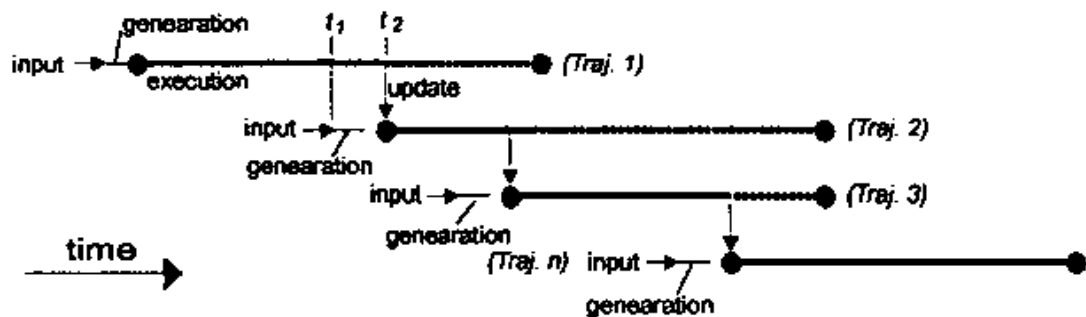 genearation t1 t2
input (Traj. 1)
execution
update
input (Traj. 2)
genearation
input (Traj. 3)
genearation
time
(Traj. n) input
genearation